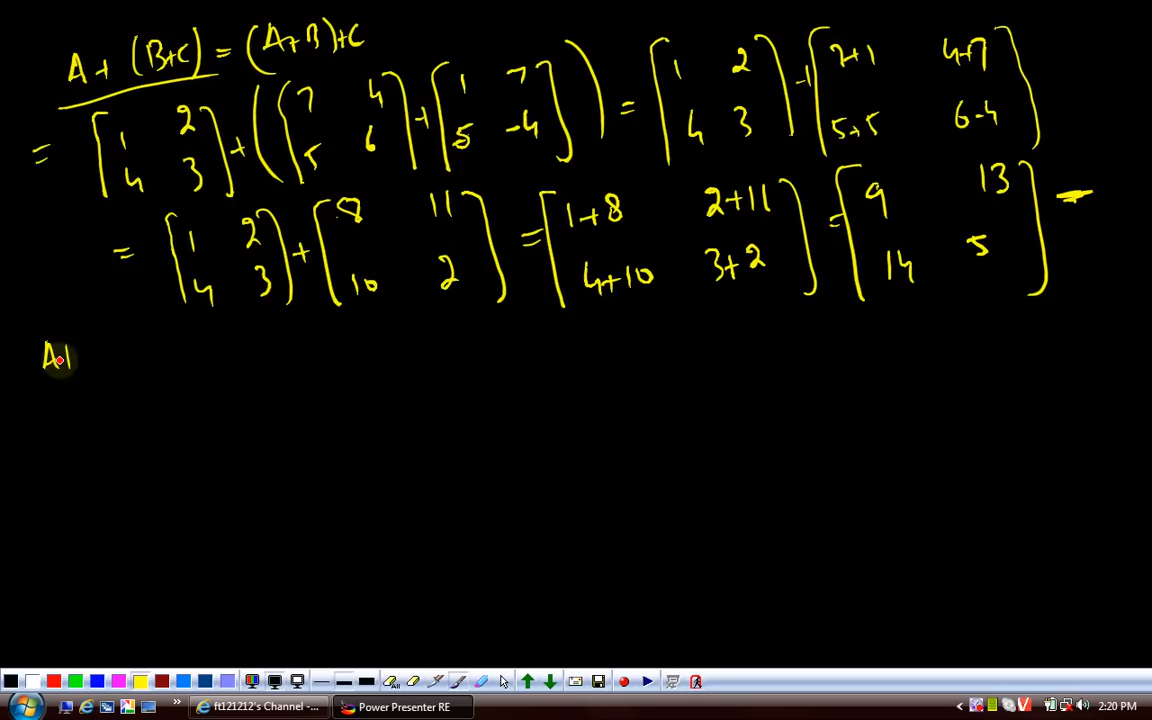 A + (B+C) = (A+B)+C
= [1 2 4 3] + ([7 4 5 6] + [1 7 5 -4]) = [1 2 4 3] + [7+1 4+7 5+5 6-4]
= [1 2 4 3] + [8 11 10 2] = [1+8 2+11 4+10 3+2] = [9 13 14 5] -
A
ft121212's Channel -... Power Presenter RE 2:20 PM